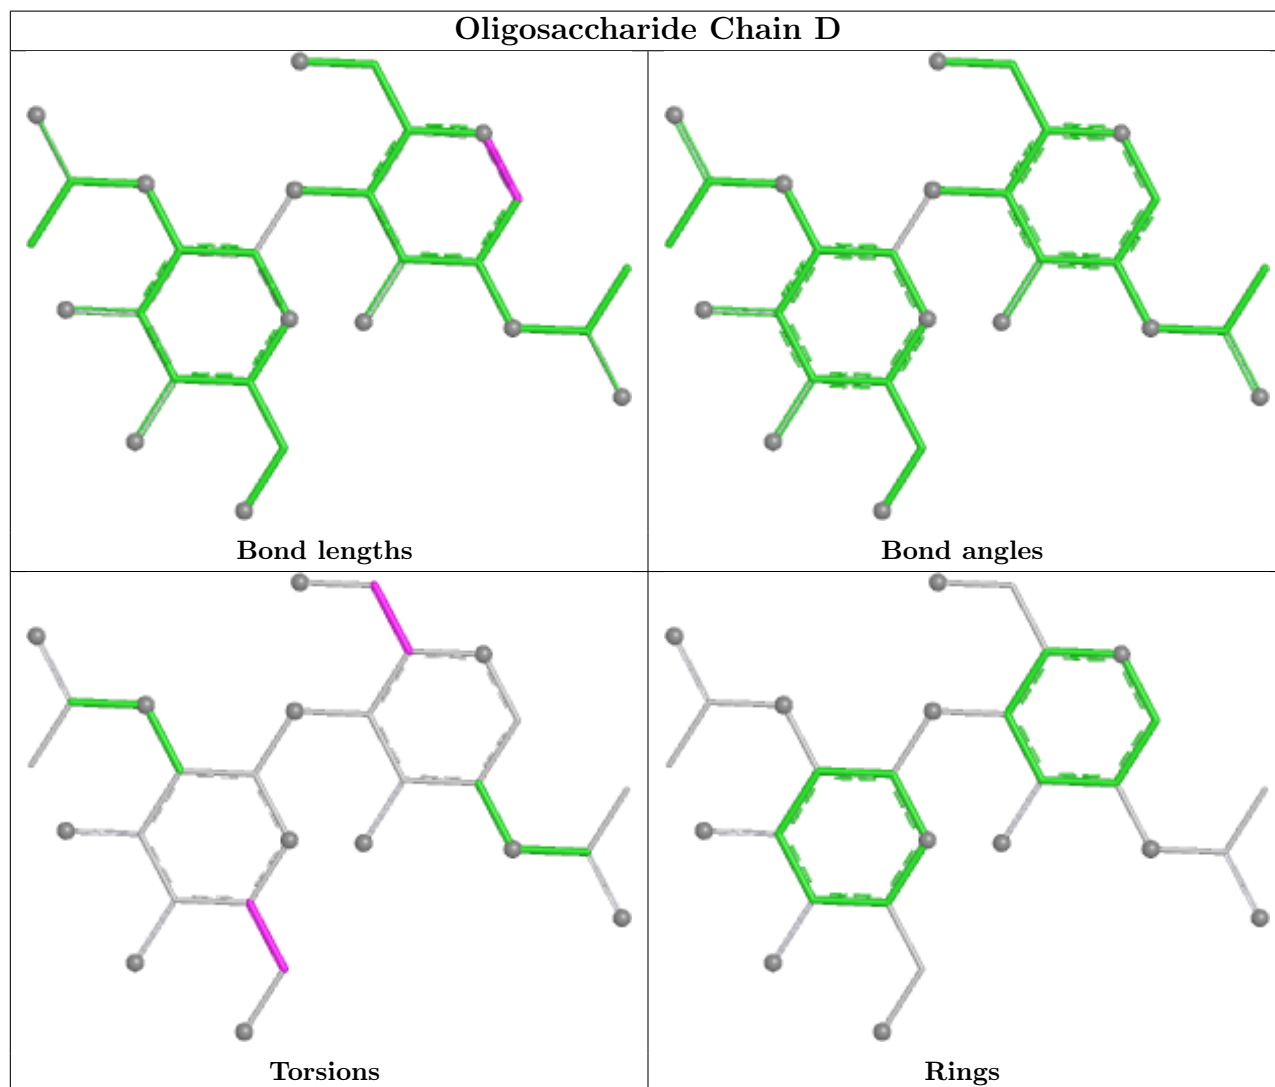 Oligosaccharide Chain D
Bond lengths
Bond angles
Torsions
Rings